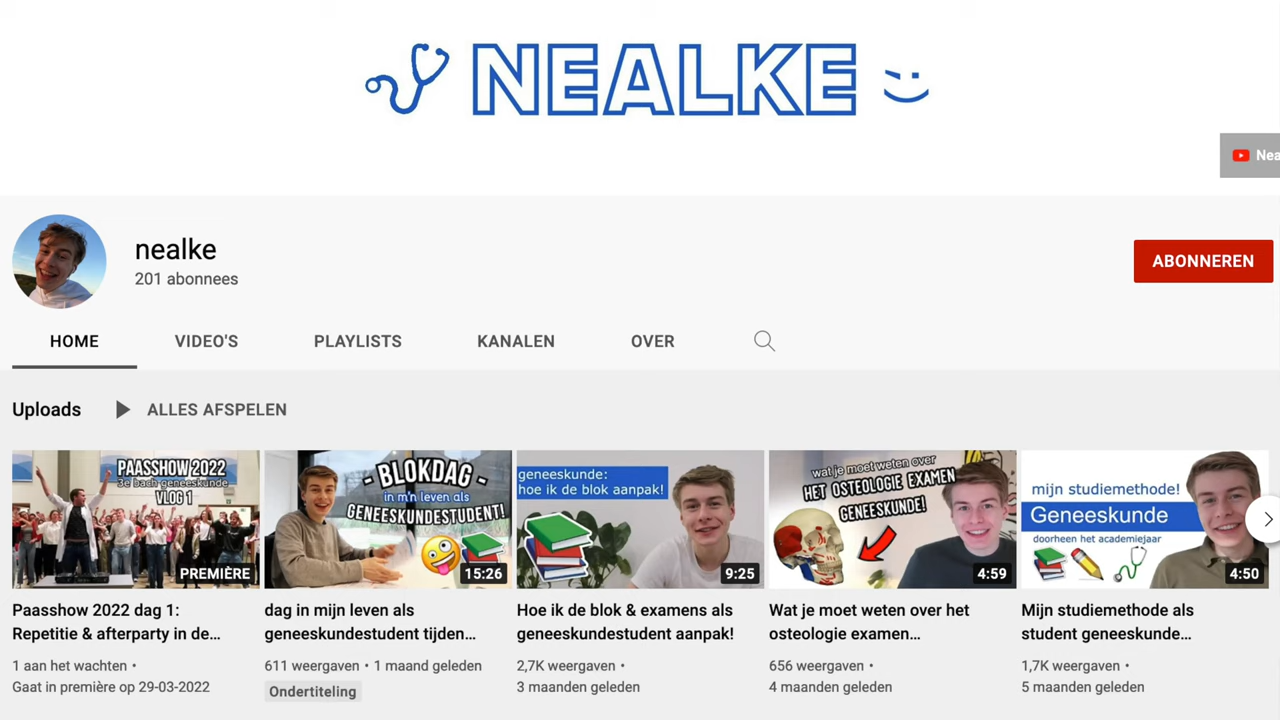 NEALKE
Nea
nealke
201 abonnees
ABONNEREN
HOME VIDEO'S PLAYLISTS KANALEN OVER
Uploads ALLES AFSPELEN
PAASSHOW 2022
3e bach geneeskunde
VLOG 1
PREMIÈRE
- BLOKDAG -
in m'n leven als
GENEESKUNDESTUDENT!
15:26
geneeskunde:
hoe ik de blok aanpak!
9:25
wat je moet weten over
HET OSTEOLOGIE EXAMEN
GENEESKUNDE!
4:59
mijn studiemethode!
Geneeskunde
doorheen het academiejaar
4:50
Paasshow 2022 dag 1:
Repetitie & afterparty in de...
1 aan het wachten •
Gaat in première op 29-03-2022
dag in mijn leven als
geneeskundestudent tijden...
611 weergaven • 1 maand geleden
Ondertiteling
Hoe ik de blok & examens als
geneeskundestudent aanpak!
2,7K weergaven •
3 maanden geleden
Wat je moet weten over het
osteologie examen...
656 weergaven •
4 maanden geleden
Mijn studiemethode als
student geneeskunde...
1,7K weergaven •
5 maanden geleden